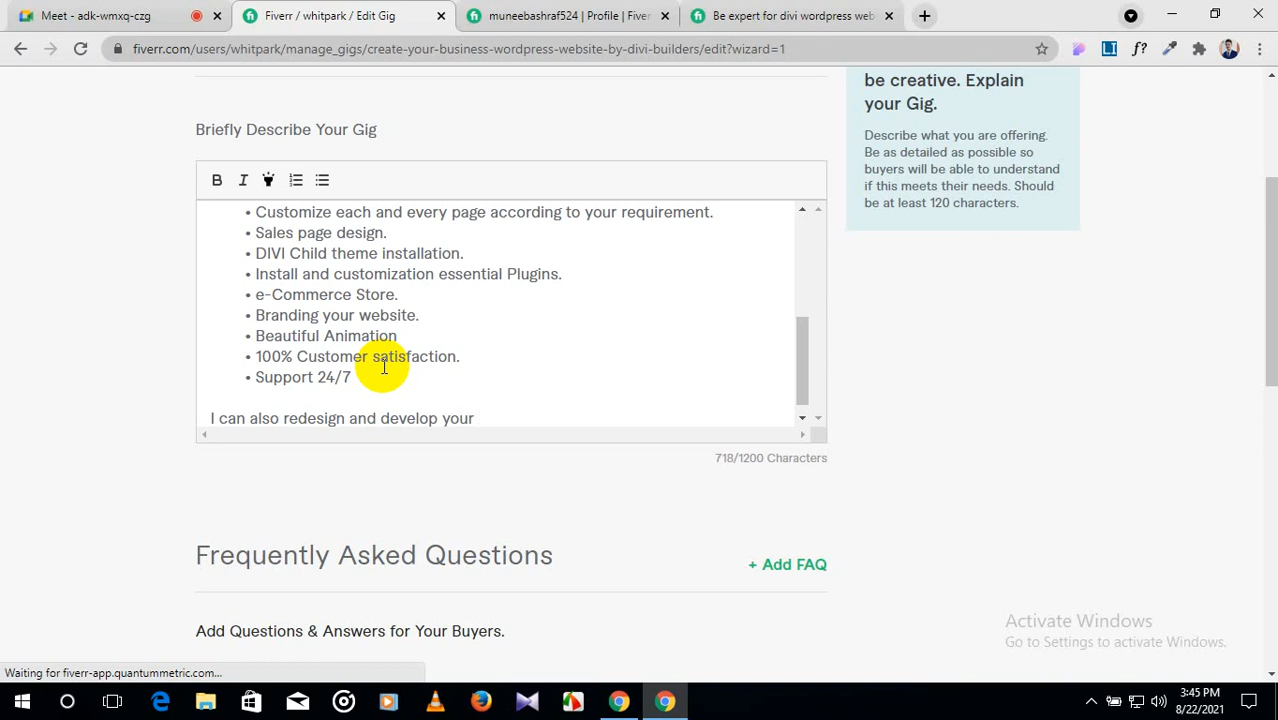 Meet - adk-wmxq-czg
Fiverr / whitpark / Edit Gig
muneebashraf524 | Profile | Fiver
Be expert for divi wordpress web
fiverr.com/users/whitpark/manage_gigs/create-your-business-wordpress-website-by-divi-builders/edit?wizard=1
be creative. Explain
your Gig.
Describe what you are offering.
Be as detailed as possible so
buyers will be able to understand
if this meets their needs. Should
be at least 120 characters.
Briefly Describe Your Gig
B I
• Customize each and every page according to your requirement.
• Sales page design.
• DIVI Child theme installation.
• Install and customization essential Plugins.
• e-Commerce Store.
• Branding your website.
• Beautiful Animation
• 100% Customer satisfaction.
• Support 24/7
I can also redesign and develop your
718/1200 Characters
Frequently Asked Questions
+ Add FAQ
Add Questions & Answers for Your Buyers.
Activate Windows
Go to Settings to activate Windows.
Waiting for fiverr-app.quantummetric.com...
3:45 PM
8/22/2021